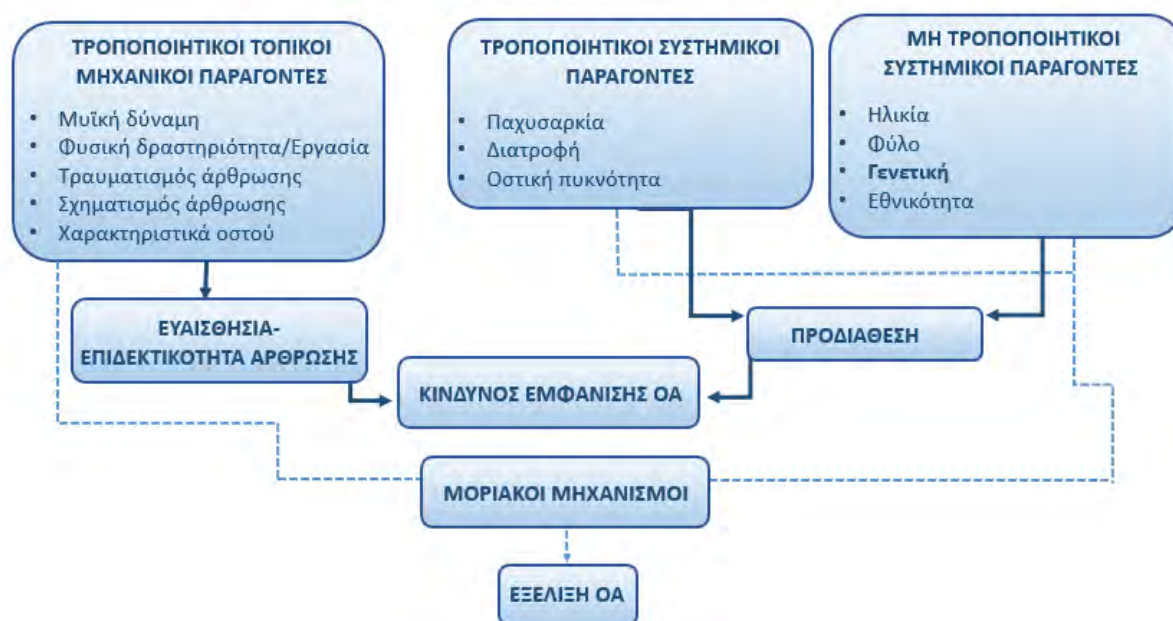 ΤΡΟΠΟΠΟΙΗΤΙΚΟΙ ΤΟΠΙΚΟΙ
ΜΗΧΑΝΙΚΟΙ ΠΑΡΑΓΟΝΤΕΣ
• Μυϊκή δύναμη
• Φυσική δραστηριότητα/Εργασία
• Τραυματισμός άρθρωσης
• Σχηματισμός άρθρωσης
• Χαρακτηριστικά οστού
ΤΡΟΠΟΠΟΙΗΤΙΚΟΙ ΣΥΣΤΗΜΙΚΟΙ
ΠΑΡΑΓΟΝΤΕΣ
• Παχυσαρκία
• Διατροφή
• Οστική πυκνότητα
ΜΗ ΤΡΟΠΟΠΟΙΗΤΙΚΟΙ
ΣΥΣΤΗΜΙΚΟΙ ΠΑΡΑΓΟΝΤΕΣ
• Ηλικία
• Φύλο
• Γενετική
• Εθνικότητα
ΕΥΑΙΣΘΗΣΙΑ-
ΕΠΙΔΕΚΤΙΚΟΤΗΤΑ ΑΡΘΡΩΣΗΣ
ΠΡΟΔΙΑΘΕΣΗ
ΚΙΝΔΥΝΟΣ ΕΜΦΑΝΙΣΗΣ ΟΑ
ΜΟΡΙΑΚΟΙ ΜΗΧΑΝΙΣΜΟΙ
ΕΞΕΛΙΞΗ ΟΑ